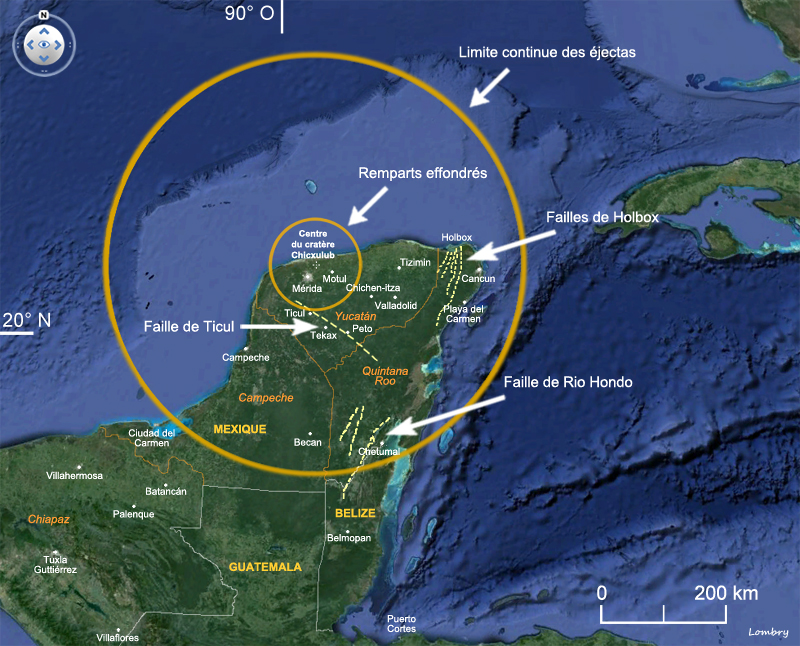 N
90° O
Limite continue des éjectas
Remparts effondrés
Failles de Holbox
Centre
du cratère
Chicxulub
Holbox
Tizimin
Motul
Cancun
Mérida
Chichen-itza
Valladolid
Playa del
Carmen
Ticul
Yucatán
20° N
Faille de Ticul
Tekax
Peto
Campeche
Quintana
Roo
Faille de Rio Hondo
Campeche
Ciudad del
Carmen
MEXIQUE
Becan
Chetumal
Villahermosa
Batancán
Palenque
Chiapaz
BELIZE
Belmopan
Tuxla
Guttiérrez
GUATEMALA
0 200 km
Puerto
Cortes
Villaflores
Lombry